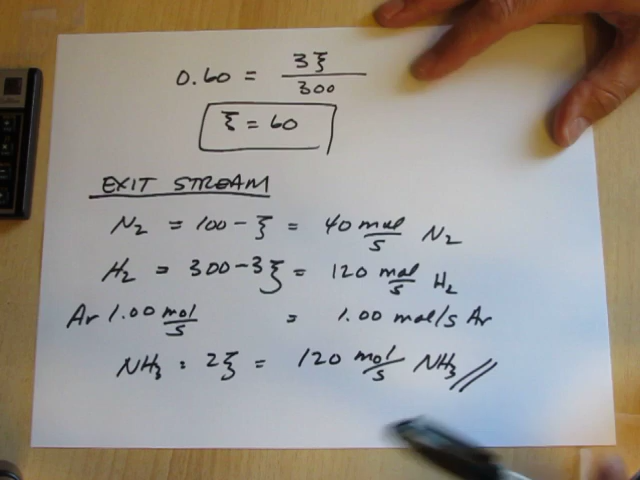 0.60 = 3ξ/300
ξ = 60
EXIT STREAM
N₂ = 100 - ξ = 40 mol/s N₂
H₂ = 300 - 3ξ = 120 mol/s H₂
Ar 1.00 mol/s = 1.00 mol/s Ar
NH₃ = 2ξ = 120 mol/s NH₃ //